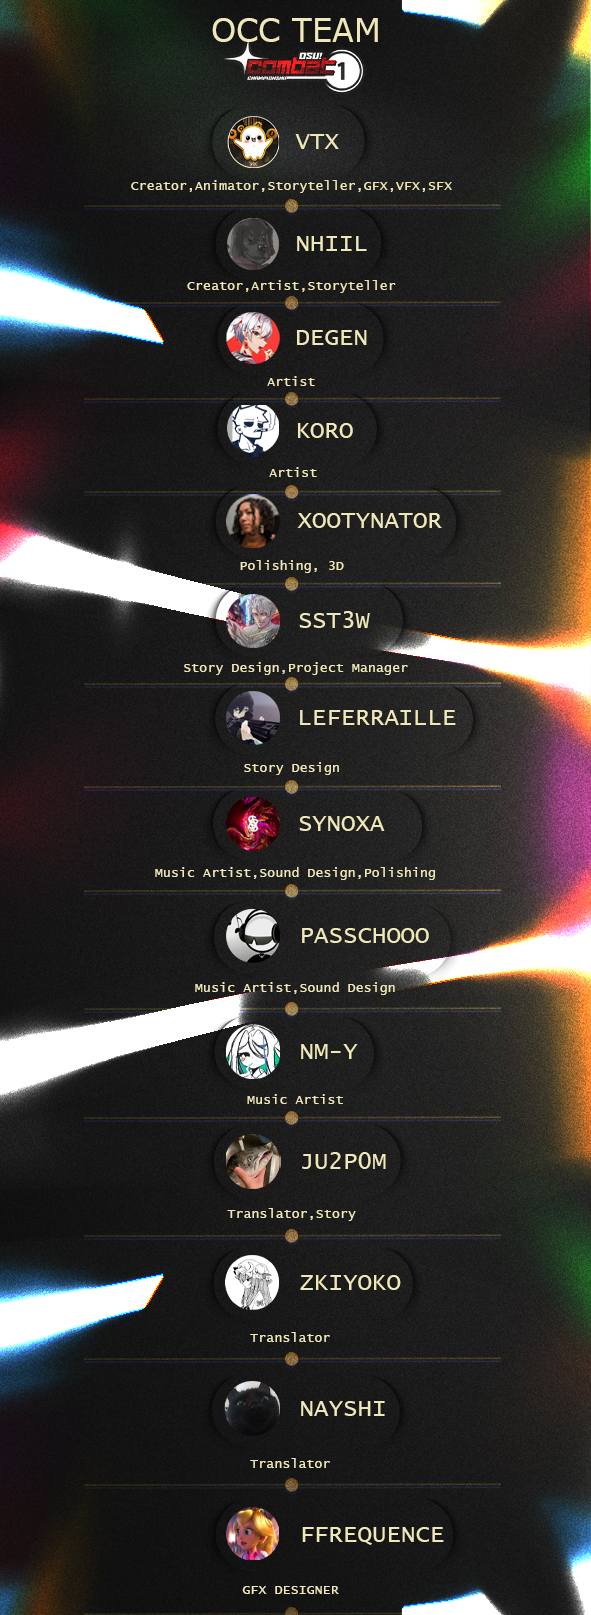 OCC TEAM
OSU!
COMBAT
CHAMPIONSHIP
1
VTX
Creator,Animator,Storyteller,GFX,VFX,SFX
NHIIL
Creator,Artist,Storyteller
DEGEN
Artist
KORO
Artist
XOOTYNATOR
Polishing, 3D
SST3W
Story Design,Project Manager
LEFERRAILLE
Story Design
SYNOXA
Music Artist,Sound Design,Polishing
PASSCHOOO
Music Artist,Sound Design
NM-Y
Music Artist
JU2P0M
Translator,Story
ZKIYOKO
Translator
NAYSHI
Translator
FFREQUENCE
GFX DESIGNER